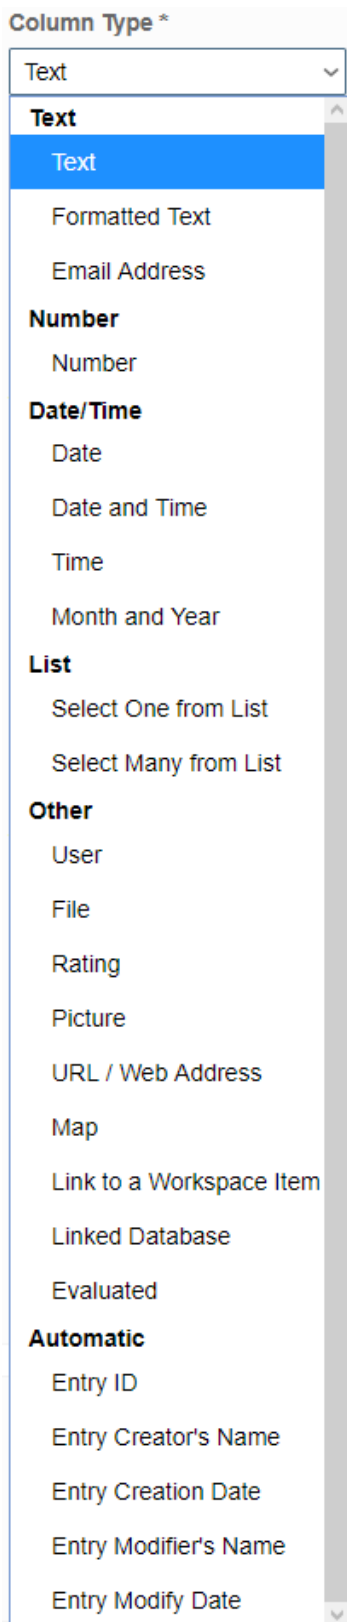 Column Type *
Text
Text
Text
Formatted Text
Email Address
Number
Number
Date/Time
Date
Date and Time
Time
Month and Year
List
Select One from List
Select Many from List
Other
User
File
Rating
Picture
URL / Web Address
Map
Link to a Workspace Item
Linked Database
Evaluated
Automatic
Entry ID
Entry Creator's Name
Entry Creation Date
Entry Modifier's Name
Entry Modify Date